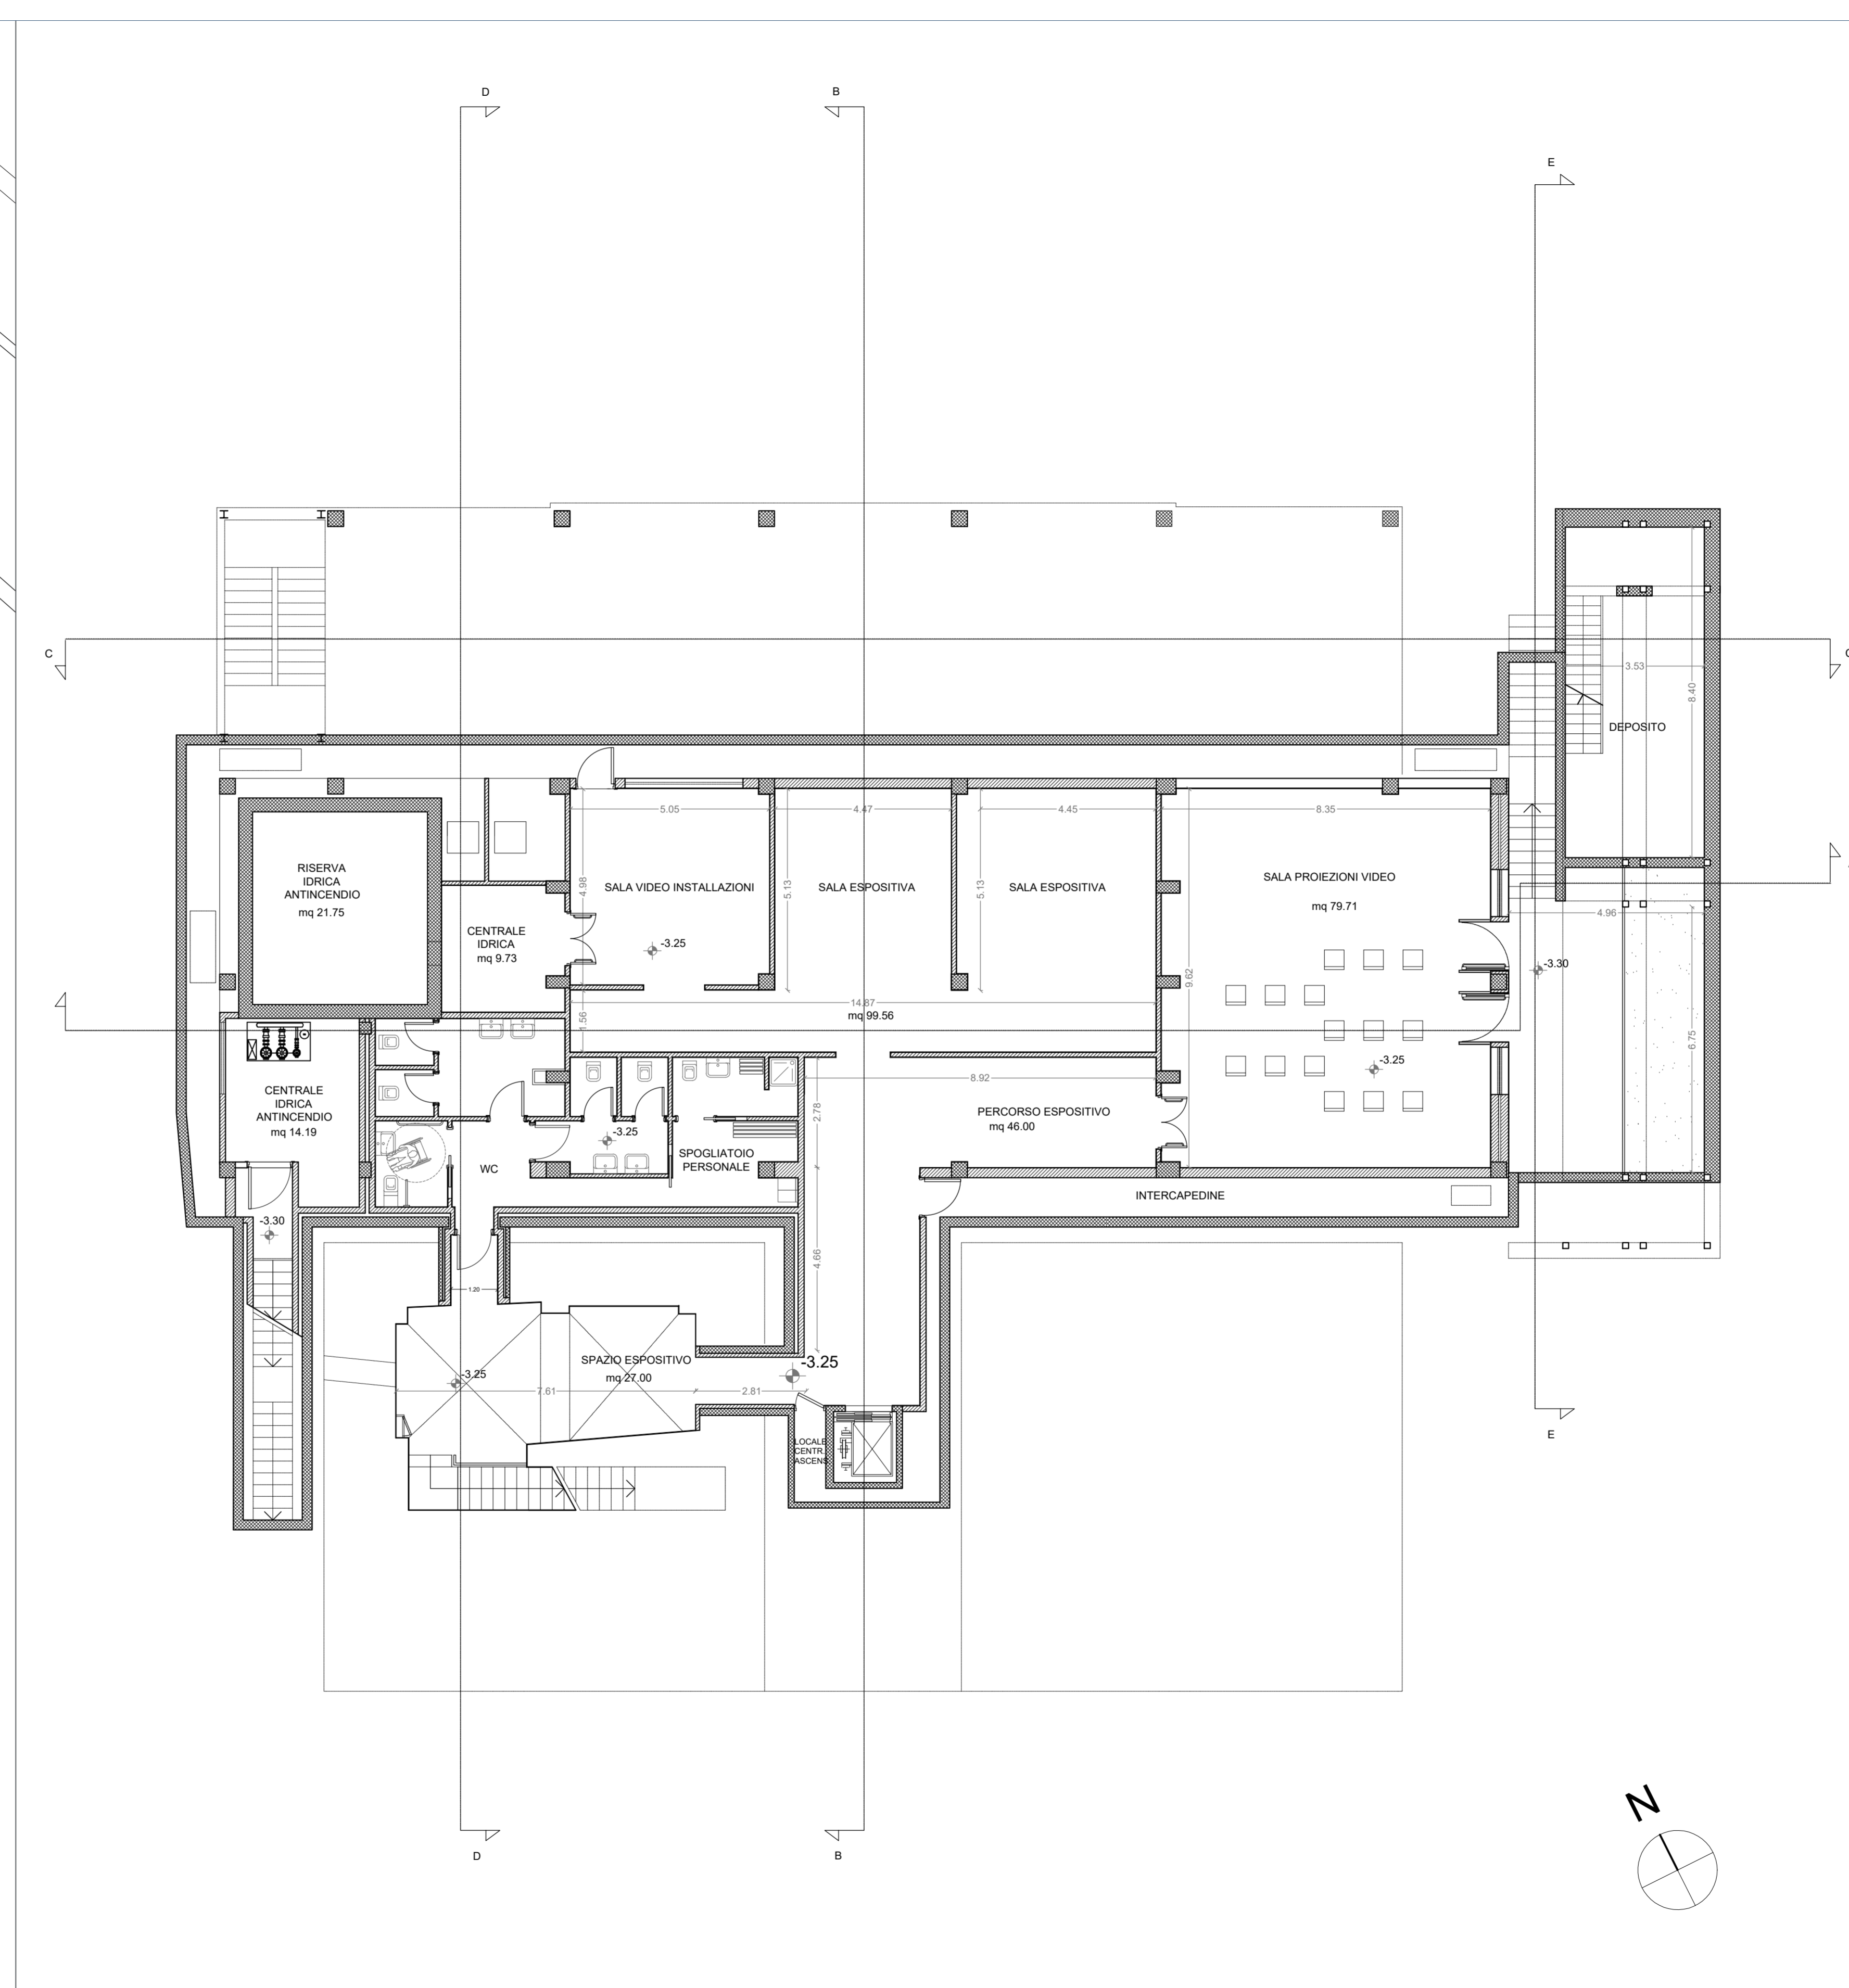 D
B
E
C
3.53
8.40
DEPOSITO
5.05
4.47
4.45
8.35
RISERVA
IDRICA
ANTINCENDIO
mq 21.75
4.98
SALA VIDEO INSTALLAZIONI
5.13
SALA ESPOSITIVA
5.13
SALA ESPOSITIVA
SALA PROIEZIONI VIDEO
mq 79.71
4.96
CENTRALE
IDRICA
mq 9.73
-3.25
9.62
-3.30
14.87
mq 99.56
1.56
6.75
-3.25
CENTRALE
IDRICA
ANTINCENDIO
mq 14.19
8.92
2.78
PERCORSO ESPOSITIVO
mq 46.00
-3.25
WC
SPOGLIATOIO
PERSONALE
INTERCAPEDINE
-3.30
4.66
1.20
SPAZIO ESPOSITIVO
mq 27.00
-3.25
-3.25
7.61
2.81
LOCALE
CENTR.
ASCENS.
E
D
B
N